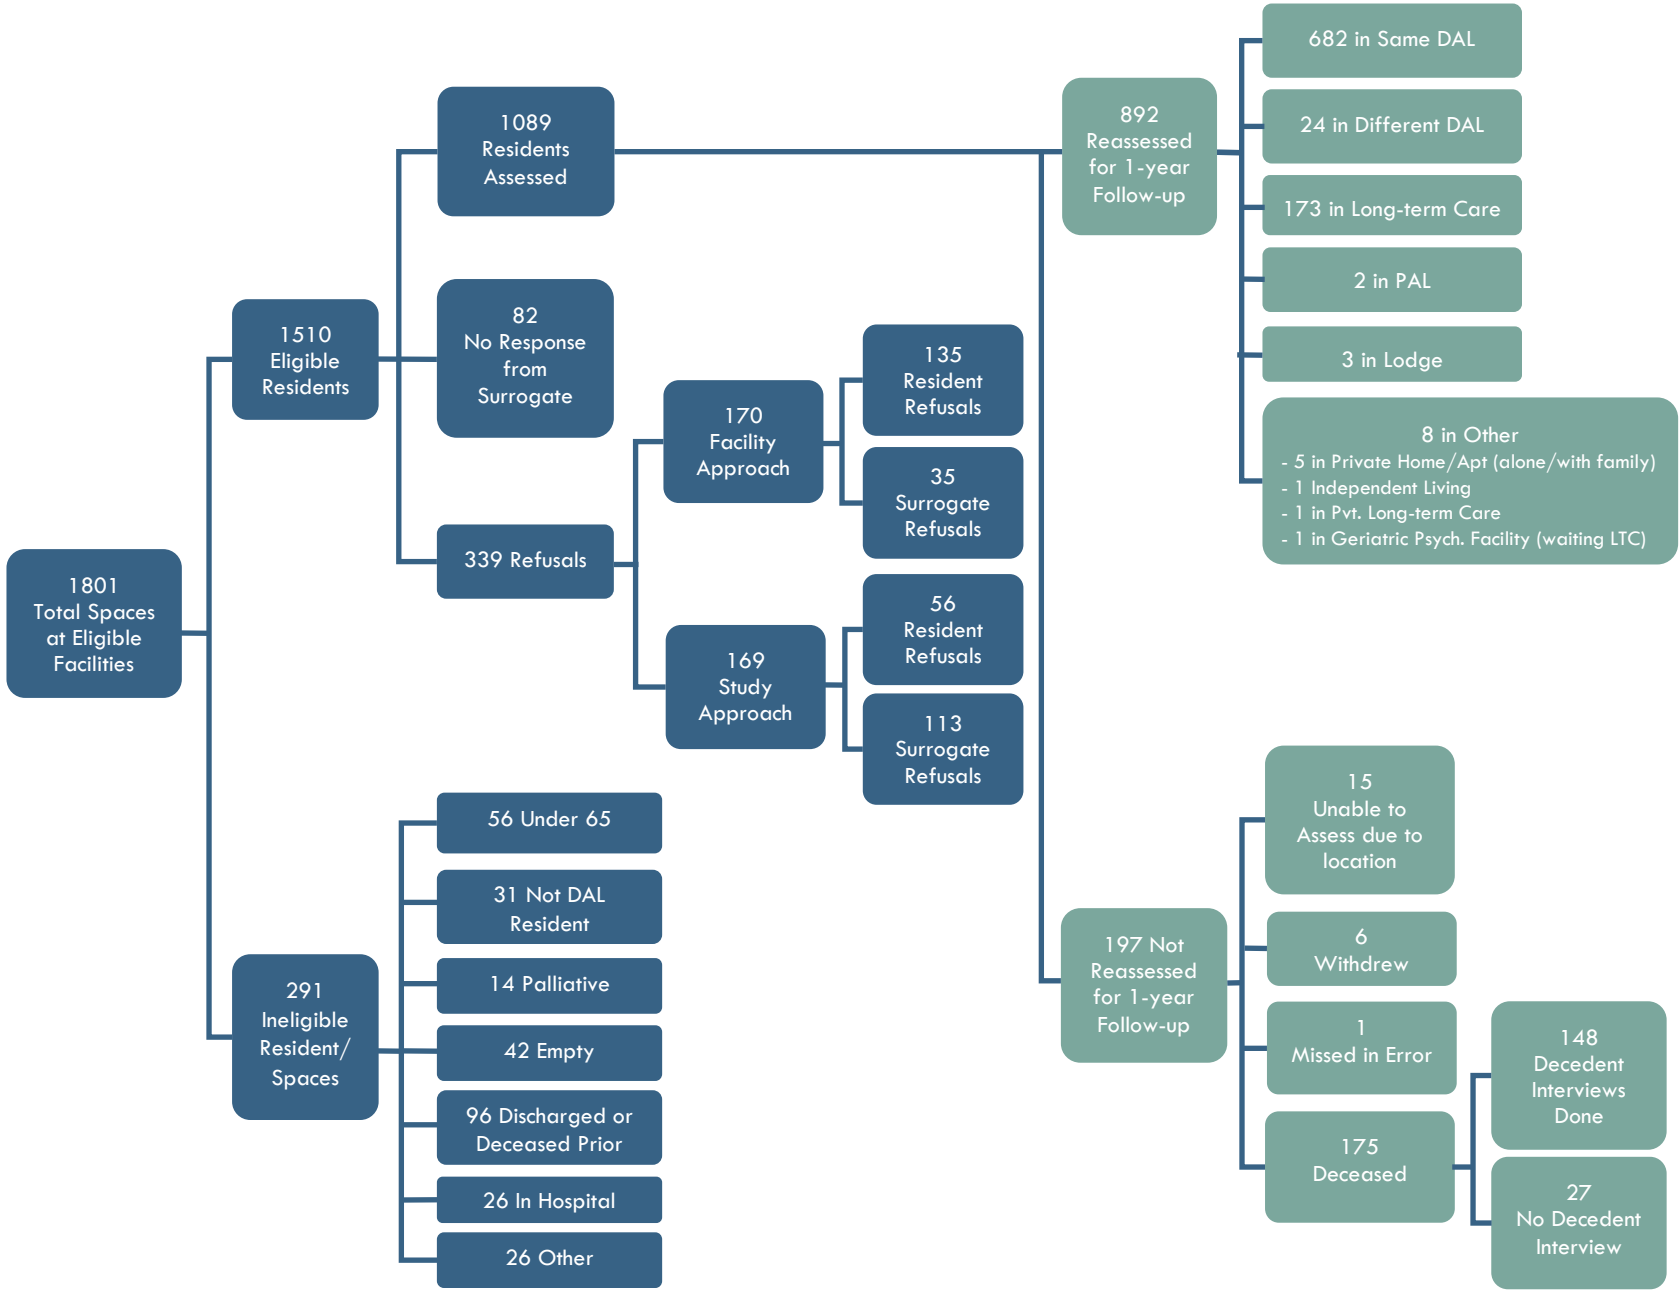 1801
Total Spaces
at Eligible
Facilities
1510
Eligible
Residents
291
Ineligible
Resident/
Spaces
1089
Residents
Assessed
82
No Response
from
Surrogate
339 Refusals
170
Facility
Approach
169
Study
Approach
135
Resident
Refusals
35
Surrogate
Refusals
56
Resident
Refusals
113
Surrogate
Refusals
56 Under 65
31 Not DAL
Resident
14 Palliative
42 Empty
96 Discharged or
Deceased Prior
26 In Hospital
26 Other
892
Reassessed
for 1-year
Follow-up
682 in Same DAL
24 in Different DAL
173 in Long-term Care
2 in PAL
3 in Lodge
8 in Other
- 5 in Private Home/Apt (alone/with family)
- 1 Independent Living
- 1 in Pvt. Long-term Care
- 1 in Geriatric Psych. Facility (waiting LTC)
197 Not
Reassessed
for 1-year
Follow-up
15
Unable to
Assess due to
location
6
Withdrew
1
Missed in Error
175
Deceased
148
Decedent
Interviews
Done
27
No Decedent
Interview